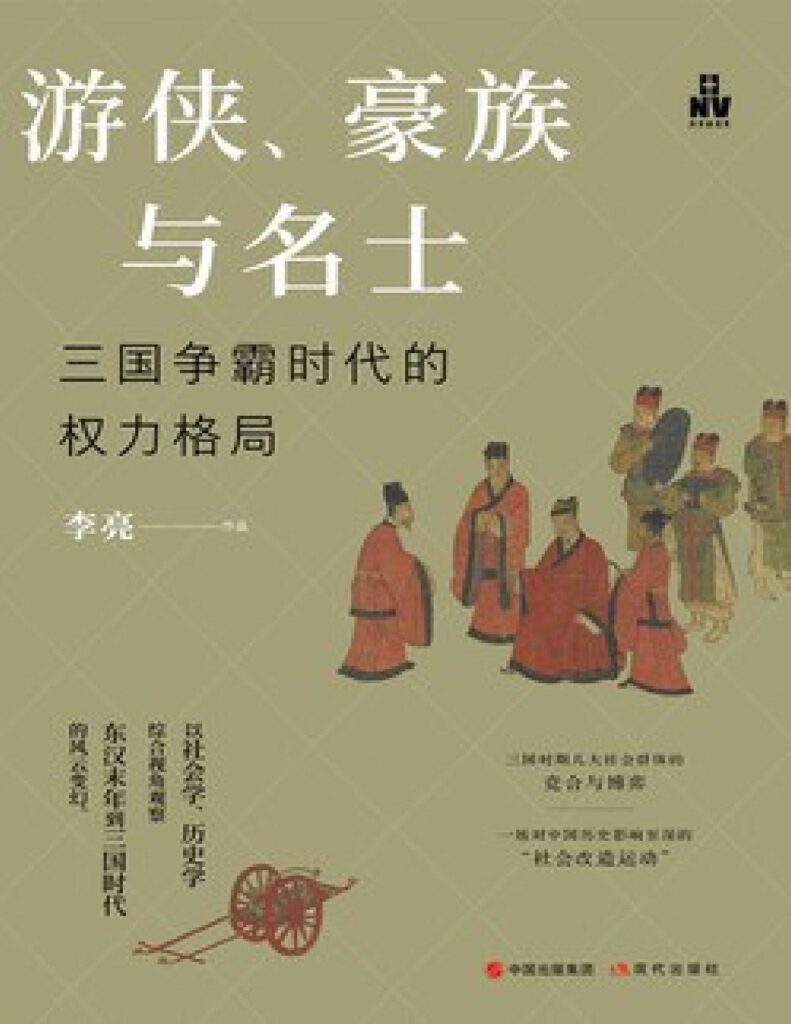 游侠、豪族
与名士
NV
三国争霸时代的
权力格局
李亮——作品
以社会学、历史学
综合视角观察
东汉末年到三国时代
的风云变幻。
三国时期几大社会群体的
竞合与博弈
一场对中国历史影响至深的
“社会改造运动”
中国出版集团 现代出版社